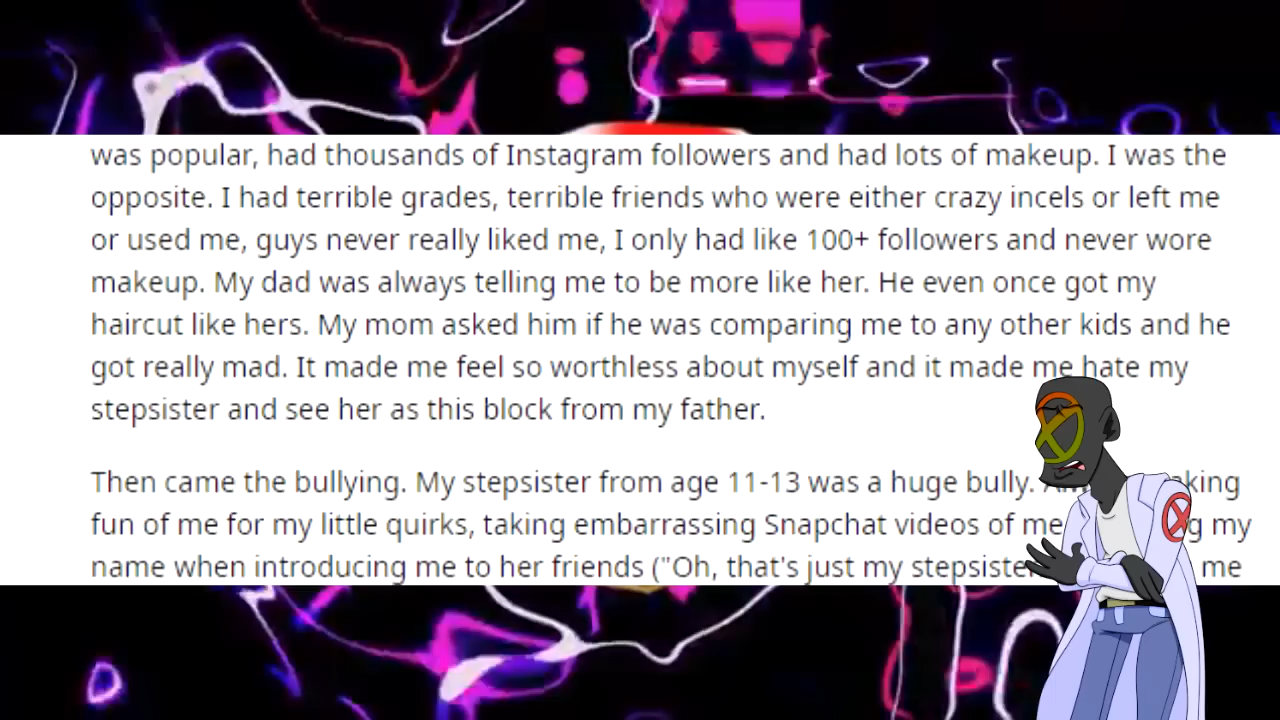 was popular, had thousands of Instagram followers and had lots of makeup. I was the
opposite. I had terrible grades, terrible friends who were either crazy incels or left me
or used me, guys never really liked me, I only had like 100+ followers and never wore
makeup. My dad was always telling me to be more like her. He even once got my
haircut like hers. My mom asked him if he was comparing me to any other kids and he
got really mad. It made me feel so worthless about myself and it made me hate my
stepsister and see her as this block from my father.
Then came the bullying. My stepsister from age 11-13 was a huge bully.
fun of me for my little quirks, taking embarrassing Snapchat videos of me my
name when introducing me to her friends ("Oh, that's just my me